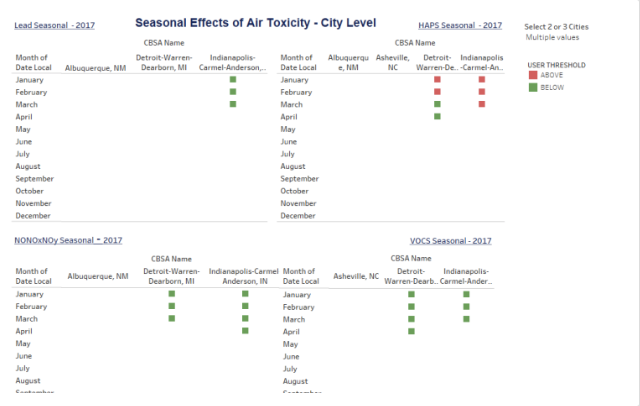 Seasonal Effects of Air Toxicity - City Level
Lead Seasonal - 2017
CBSA Name
Month of Date Local Albuquerque, NM Detroit-Warren-Dearborn, MI Indianapolis-Carmel-Anderson,..
January
February
March
April
May
June
July
August
September
October
November
December
HAPS Seasonal - 2017
CBSA Name
Month of Date Local Albuquerqu e, NM Asheville, NC Detroit-Warren-De.. Indianapolis -Carmel-An..
January
February
March
April
May
June
July
August
September
October
November
December
Select 2 or 3 Cities
Multiple values
USER THRESHOLD
ABOVE
BELOW
NONOxNOy Seasonal - 2017
CBSA Name
Month of Date Local Albuquerque, NM Detroit-Warren-Dearborn, MI Indianapolis-Carmel Anderson, IN
January
February
March
April
May
June
July
August
September
VOCS Seasonal - 2017
CBSA Name
Month of Date Local Asheville, NC Detroit-Warren-Dearb.. Indianapolis-Carmel-Ander..
January
February
March
April
May
June
July
August
September